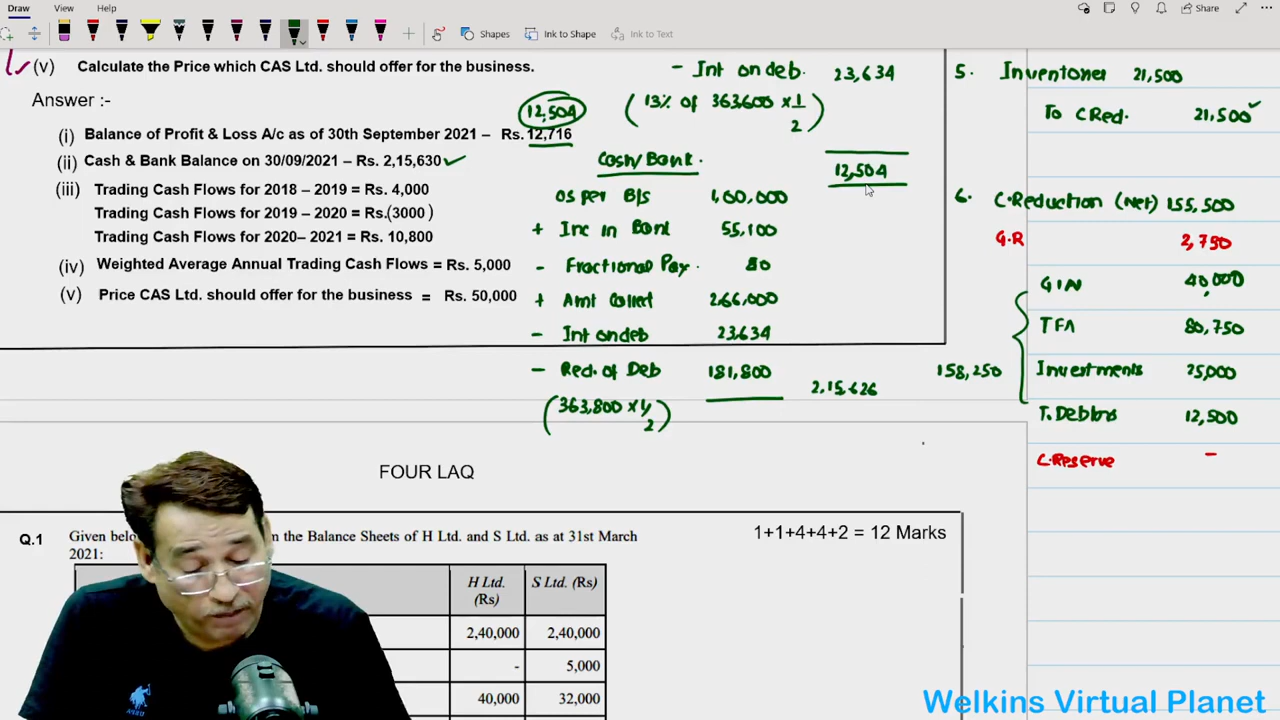 Draw View Help
Share
Shapes Ink to Shape Ink to Text
(v) Calculate the Price which CAS Ltd. should offer for the business.
Answer :-
(i) Balance of Profit & Loss A/c as of 30th September 2021 – Rs. 12,716
(ii) Cash & Bank Balance on 30/09/2021 – Rs. 2,15,630
(iii) Trading Cash Flows for 2018 – 2019 = Rs. 4,000
Trading Cash Flows for 2019 – 2020 = Rs.(3000 )
Trading Cash Flows for 2020– 2021 = Rs. 10,800
(iv) Weighted Average Annual Trading Cash Flows = Rs. 5,000
(v) Price CAS Ltd. should offer for the business = Rs. 50,000
12,504
- Int on deb. 23,634
(13% of 363,600 × 1/2)
12,504
Cash/Bank.
as per B/s 1,00,000
+ Inc in Bank 55,100
- Fractional Pay. 80
+ Amt Collect 266,000
- Int on deb 23,634
- Red. of Deb 181,800
2,15,626
(363,800 × 1/2)
5. Inventories 21,500
To C Red. 21,500
6. C.Reduction (Net) 155,500
G.R 2,750
G/W 40,000
TFA 80,750
158,250 Investments 25,000
T. Debtors 12,500
C.Reserve -
FOUR LAQ
Q.1 Given belo
m the Balance Sheets of H Ltd. and S Ltd. as at 31st March
2021:
1+1+4+4+2 = 12 Marks
H Ltd. (Rs) S Ltd. (Rs)
2,40,000 2,40,000
- 5,000
40,000 32,000
Welkins Virtual Planet